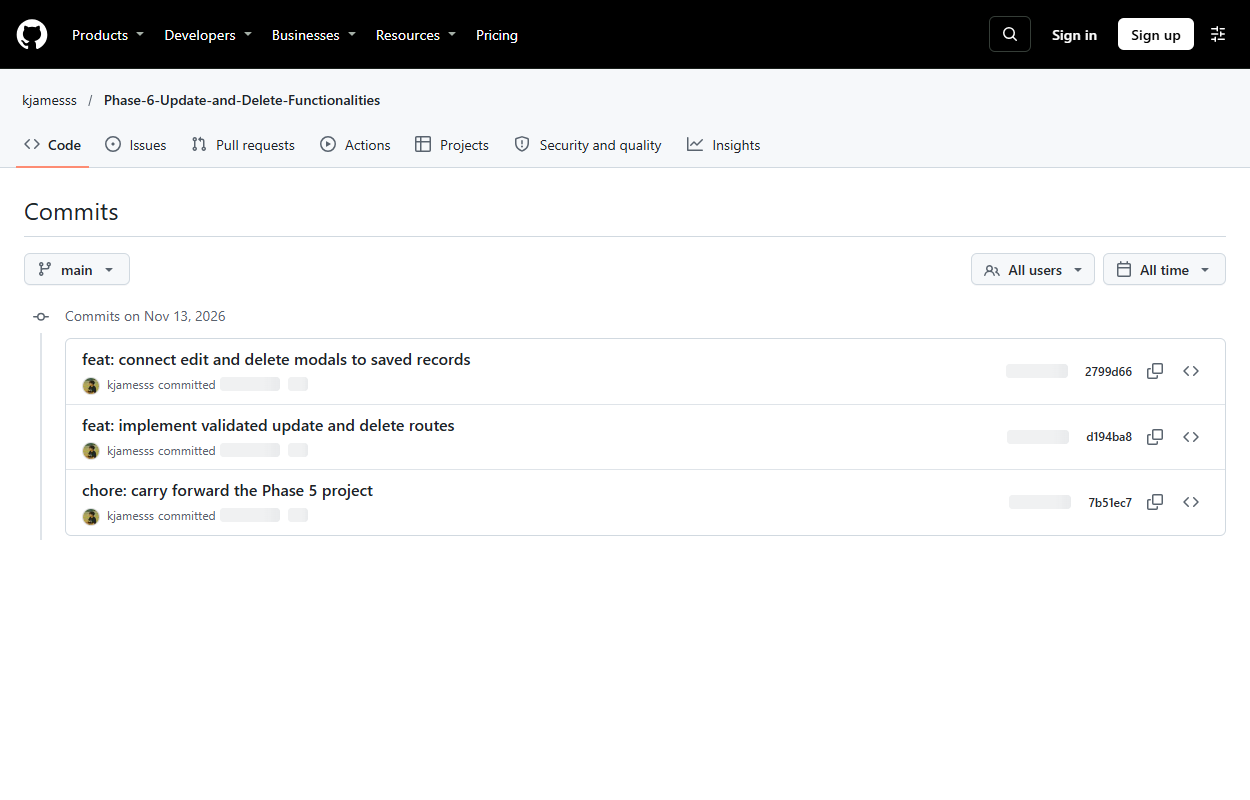 Products Developers Businesses Resources Pricing Sign in Sign up
kjamesss / Phase-6-Update-and-Delete-Functionalities
Code Issues Pull requests Actions Projects Security and quality Insights
Commits
main All users All time
Commits on Nov 13, 2026
feat: connect edit and delete modals to saved records
kjamesss committed 2799d66
feat: implement validated update and delete routes
kjamesss committed d194ba8
chore: carry forward the Phase 5 project
kjamesss committed 7b51ec7